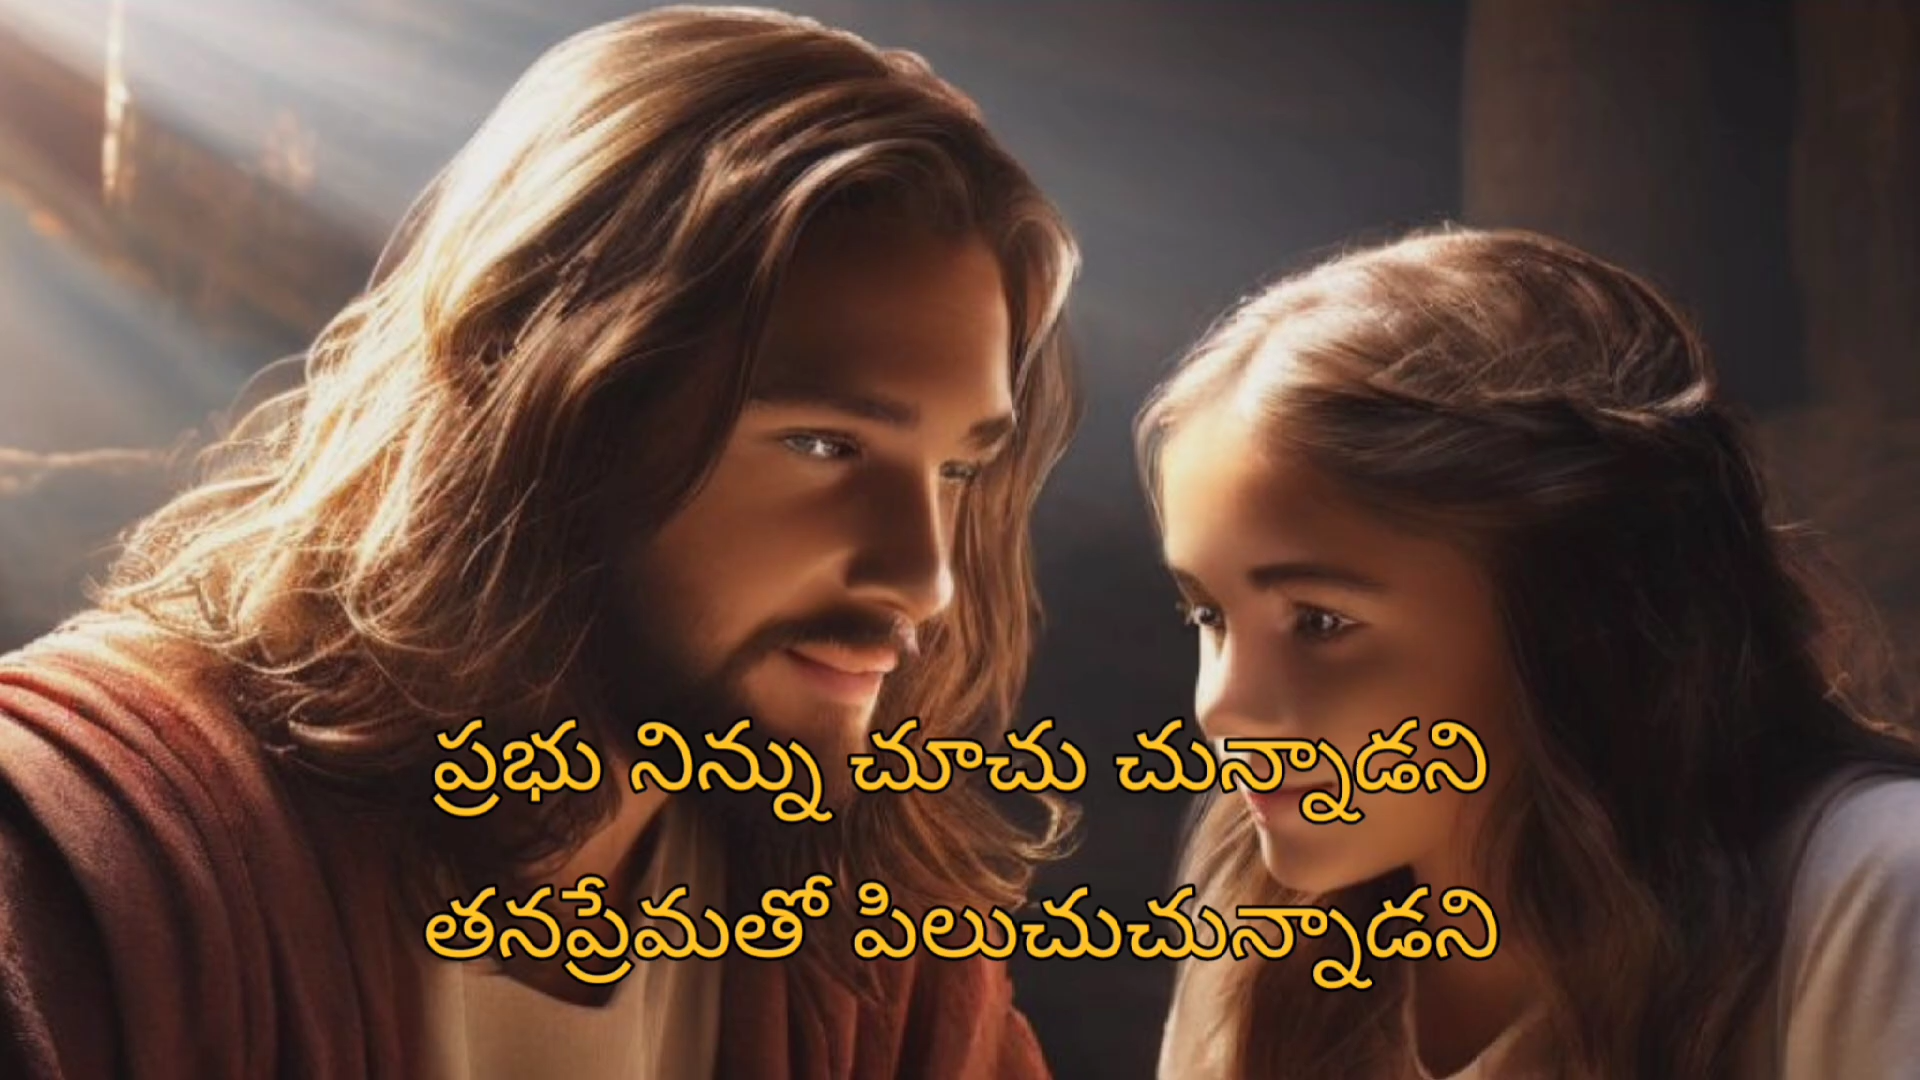 ప్రభు నిన్ను చూచు చున్నాడని
తనప్రేమతో పిలుచుచున్నాడని